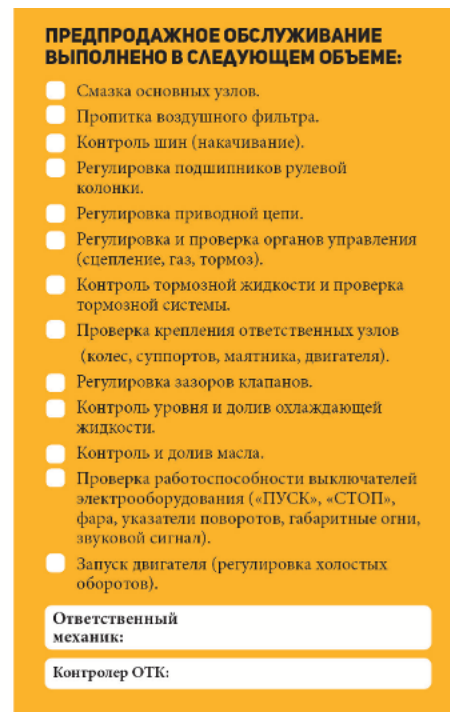 ПРЕДПРОДАЖНОЕ ОБСЛУЖИВАНИЕ
ВЫПОЛНЕНО В СЛЕДУЮЩЕМ ОБЪЕМЕ:
Смазка основных узлов.
Пропитка воздушного фильтра.
Контроль шин (накачивание).
Регулировка подшипников рулевой
колонки.
Регулировка приводной цепи.
Регулировка и проверка органов управления
(сцепление, газ, тормоз).
Контроль тормозной жидкости и проверка
тормозной системы.
Проверка крепления ответственных узлов
(колес, суппортов, маятника, двигателя).
Регулировка зазоров клапанов.
Контроль уровня и долив охлаждающей
жидкости.
Контроль и долив масла.
Проверка работоспособности выключателей
электрооборудования («ПУСК», «СТОП»,
фара, указатели поворотов, габаритные огни,
звуковой сигнал).
Запуск двигателя (регулировка холостых
оборотов).
Ответственный
механик:
Контролер ОТК: